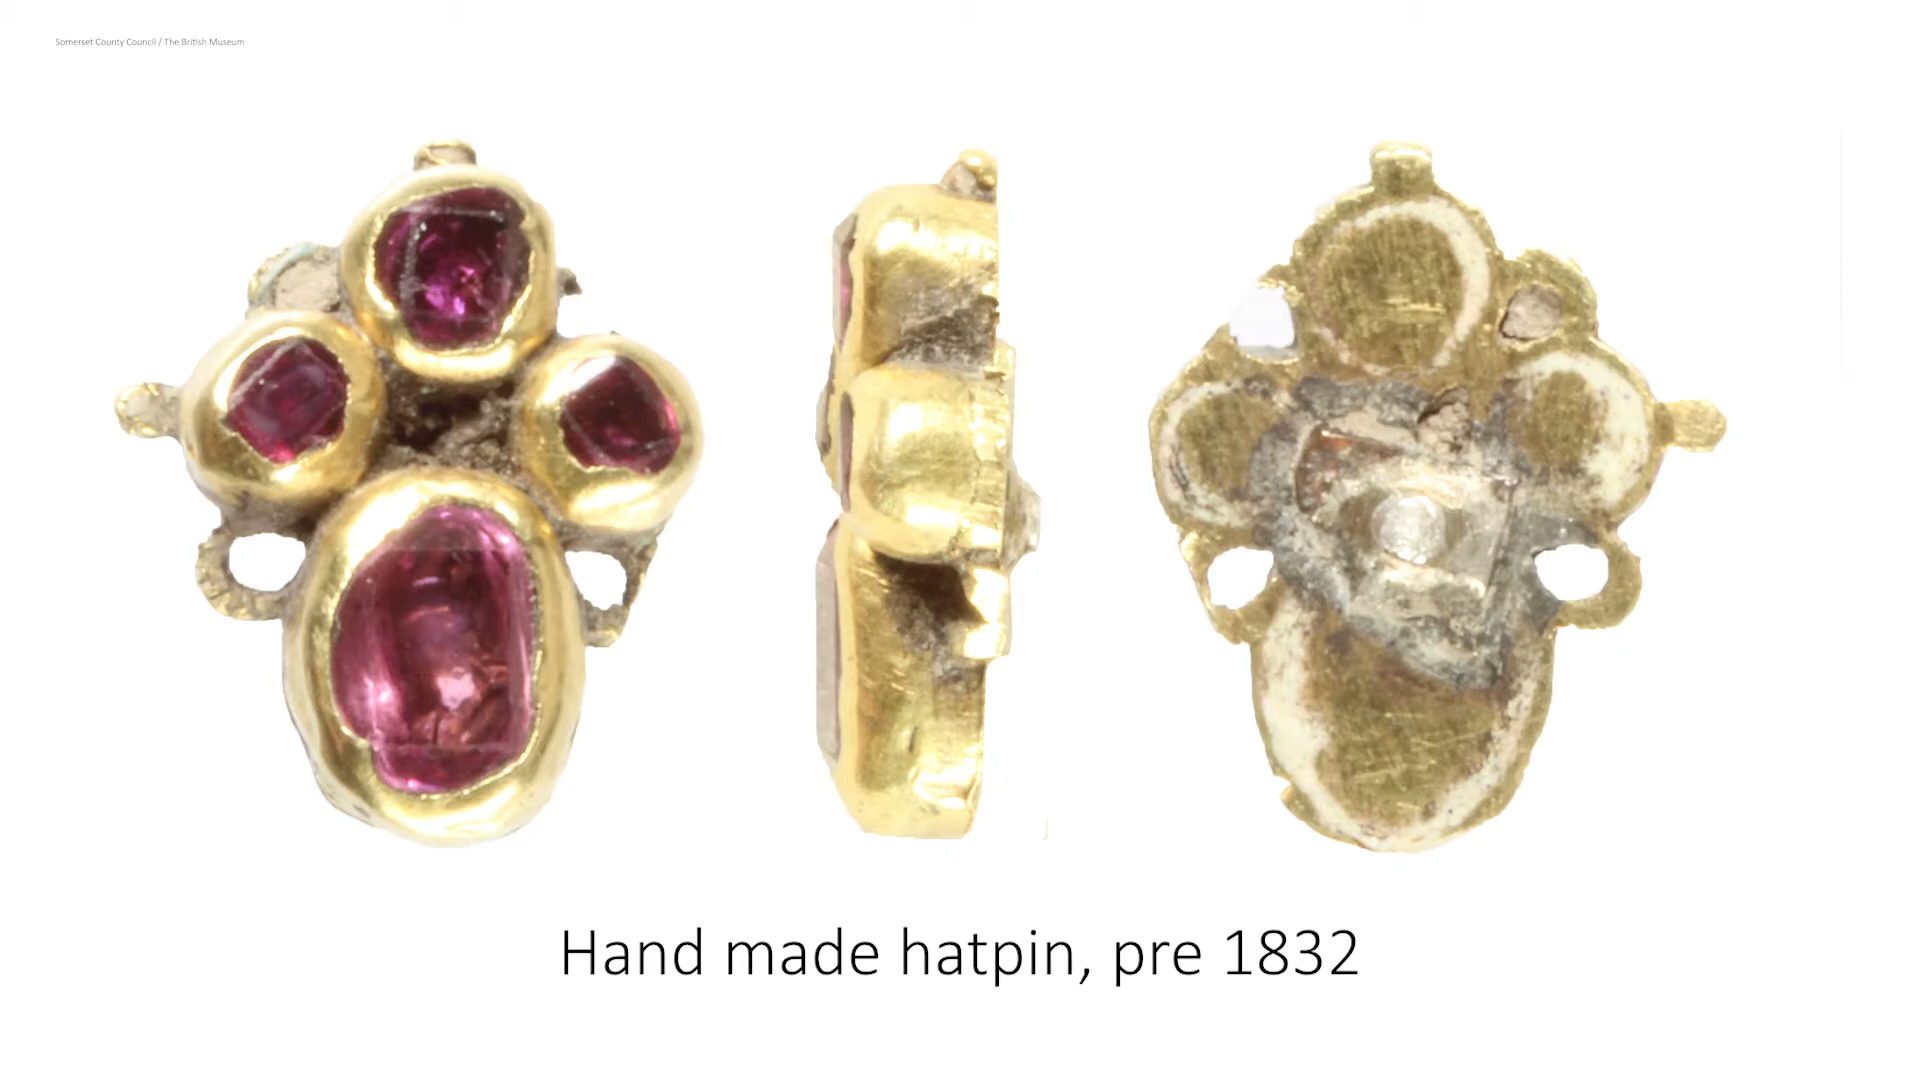 Somerset County Council / The British Museum
Hand made hatpin, pre 1832